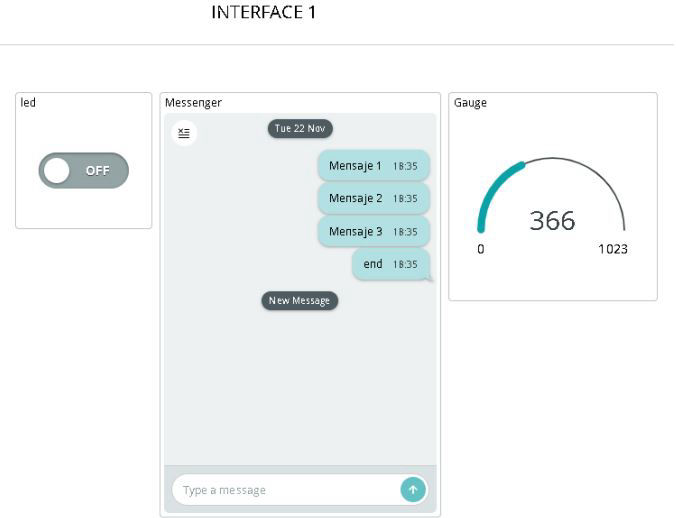 INTERFACE 1
led
OFF
Messenger
Tue 22 Nov
Mensaje 1 18:35
Mensaje 2 18:35
Mensaje 3 18:35
end 18:35
New Message
Type a message
Gauge
366
0
1023